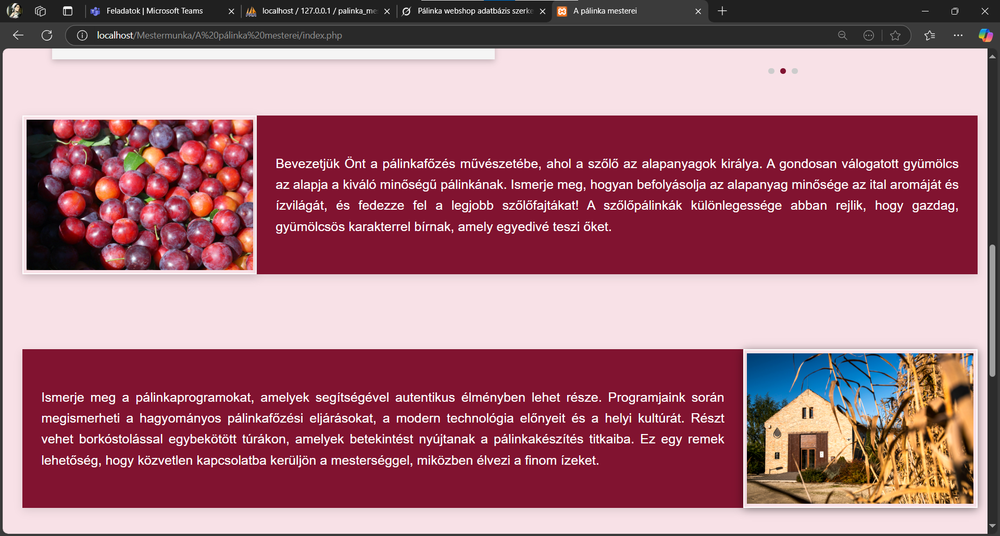 Feladatok | Microsoft Teams
localhost / 127.0.0.1 / palinka_me
Pálinka webshop adatbázis szerke
A pálinka mesterei
localhost/Mestermunka/A%20pálinka%20mesterei/index.php
Bevezetjük Önt a pálinkafőzés művészetébe, ahol a szőlő az alapanyagok királya. A gondosan válogatott gyümölcs
az alapja a kiváló minőségű pálinkának. Ismerje meg, hogyan befolyásolja az alapanyag minősége az ital aromáját és
ízvilágát, és fedezze fel a legjobb szőlőfajtákat! A szőlőpálinkák különlegessége abban rejlik, hogy gazdag,
gyümölcsös karakterrel bírnak, amely egyedivé teszi őket.
Ismerje meg a pálinkaprogramokat, amelyek segítségével autentikus élményben lehet része. Programjaink során
megismerheti a hagyományos pálinkafőzési eljárásokat, a modern technológia előnyeit és a helyi kultúrát. Részt
vehet borkóstolással egybekötött túrákon, amelyek betekintést nyújtanak a pálinkakészítés titkaiba. Ez egy remek
lehetőség, hogy közvetlen kapcsolatba kerüljön a mesterséggel, miközben élvezi a finom ízeket.